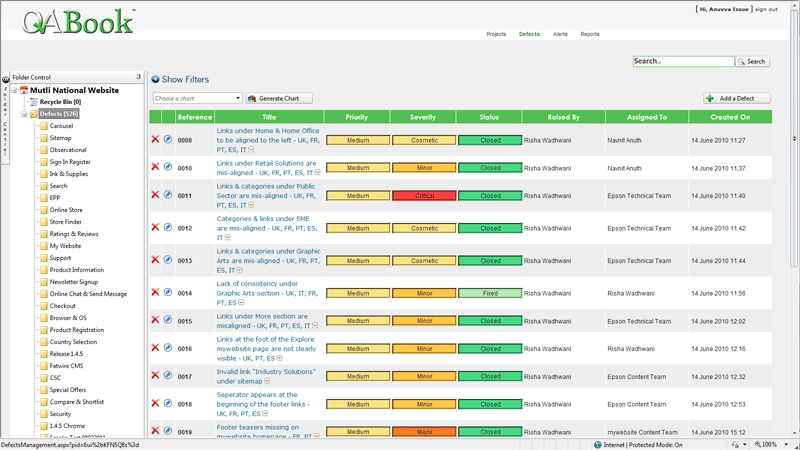 [ Hi, Anuvva Issue ] sign out
QABook™
Projects Defects Alerts Reports
Search.. Search
Folder Control
Folder Control
Mutli National Website
Recycle Bin [0]
Defects [526]
Carousel
Sitemap
Observational
Sign In Register
Ink & Supplies
Search
EPP
Online Store
Store Finder
Ratings & Reviews
My Website
Support
Product Information
Newsletter Signup
Online Chat & Send Message
Checkout
Browser & OS
Product Registration
Country Selection
Release 1.4.5
Fatwire CMS
CSC
Special Offers
Compare & Shortlist
Security
1.4.5 Chrome
Show Filters
Choose a chart Generate Chart Add a Defect
Reference Title Priority Severity Status Raised By Assigned To Created On
0008 Links under Home & Home Office Medium Cosmetic Closed Risha Wadhwani Navnit Anuth 14 June 2010 11:27
to be aligned to the left - UK, FR,
PT, ES, IT
0010 Links under Retail Solutions are Medium Minor Closed Risha Wadhwani Navnit Anuth 14 June 2010 11:37
mis-aligned - UK, FR, PT, ES, IT
0011 Links & categories under Public Medium Critical Closed Risha Wadhwani Epson Technical Team 14 June 2010 11:40
Sector are mis-aligned - UK, FR,
PT, ES, IT
0012 Categories & links under SME Medium Cosmetic Closed Risha Wadhwani Epson Technical Team 14 June 2010 11:42
are mis-aligned - UK, FR, PT, ES,
IT
0013 Links & categories under Graphic Medium Cosmetic Closed Risha Wadhwani Epson Technical Team 14 June 2010 11:44
Arts are mis-aligned - UK, FR, PT,
ES, IT
0014 Lack of consistency under Medium Minor Fixed Risha Wadhwani Risha Wadhwani 14 June 2010 11:56
Graphic Arts section - UK, IT, FR,
PT, ES
0015 Links under More section are Medium Minor Closed Risha Wadhwani Epson Technical Team 14 June 2010 12:02
misaligned - UK, FR, PT, ES, IT
0016 Links at the foot of the Explore Medium Minor Closed Risha Wadhwani Risha Wadhwani 14 June 2010 12:16
mywebsite page are not clearly
visible - UK, PT, ES
0017 Invalid link "Industry Solutions" Medium Minor Closed Risha Wadhwani Epson Content Team 14 June 2010 12:32
under sitemap
0018 Seperator appears at the Medium Minor Closed Risha Wadhwani Epson Content Team 14 June 2010 12:53
beginning of the footer links -
UK, FR, PT, ES
0019 Footer teasers missing on Medium Major Closed Risha Wadhwani mywebsite Content Team 14 June 2010 13:01
mywebsite homepage - FR, PT
DefectsManagement.aspx?pid=6ui%2bKFN5Q8s%3d
Internet | Protected Mode: On 100%